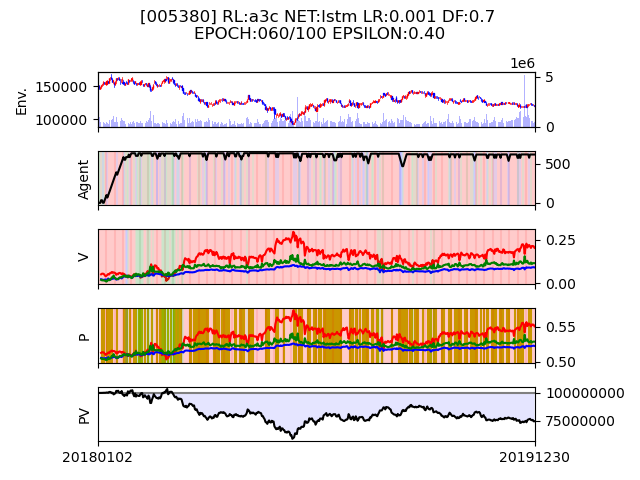 [005380] RL:a3c NET:lstm LR:0.001 DF:0.7
EPOCH:060/100 EPSILON:0.40
1e6
Env.
150000
100000
5
0
Agent
500
0
V
0.25
0.00
P
0.55
0.50
PV
100000000
75000000
20180102
20191230